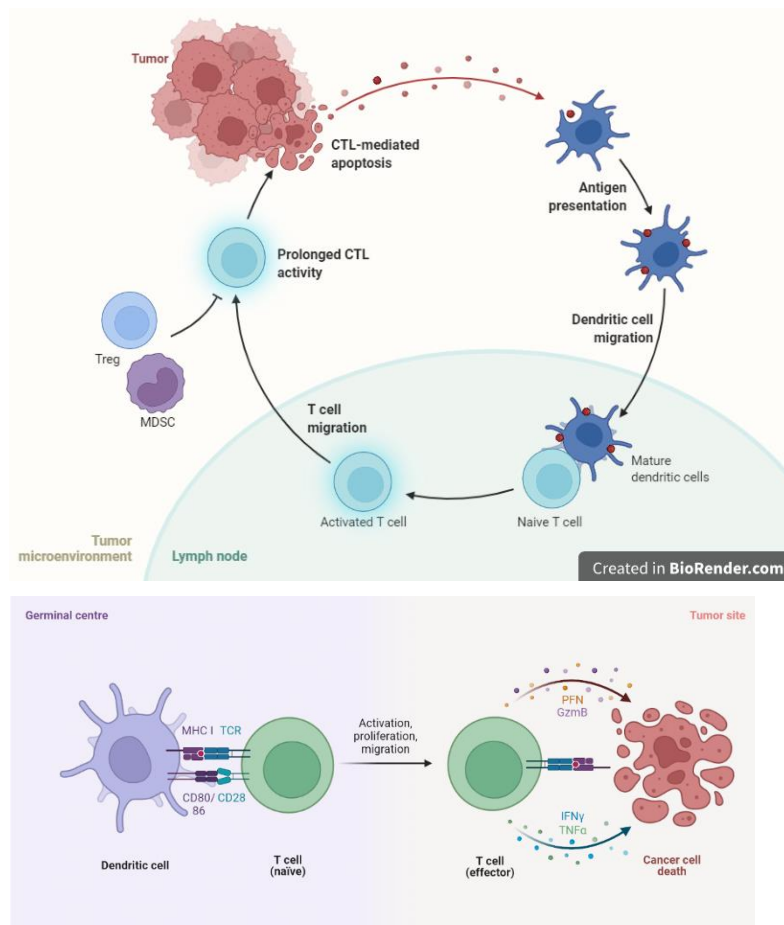 Tumor
CTL-mediated
apoptosis
Antigen
presentation
Prolonged CTL
activity
Treg
MDSC
Dendritic cell
migration
T cell
migration
Mature
dendritic cells
Activated T cell
Naive T cell
Tumor
microenvironment
Lymph node
Created in BioRender.com
Germinal centre
Tumor site
MHC I TCR
CD80/ CD28
86
Activation,
proliferation,
migration
PFN
GzmB
IFNγ
TNFα
Dendritic cell
T cell
(naïve)
T cell
(effector)
Cancer cell
death